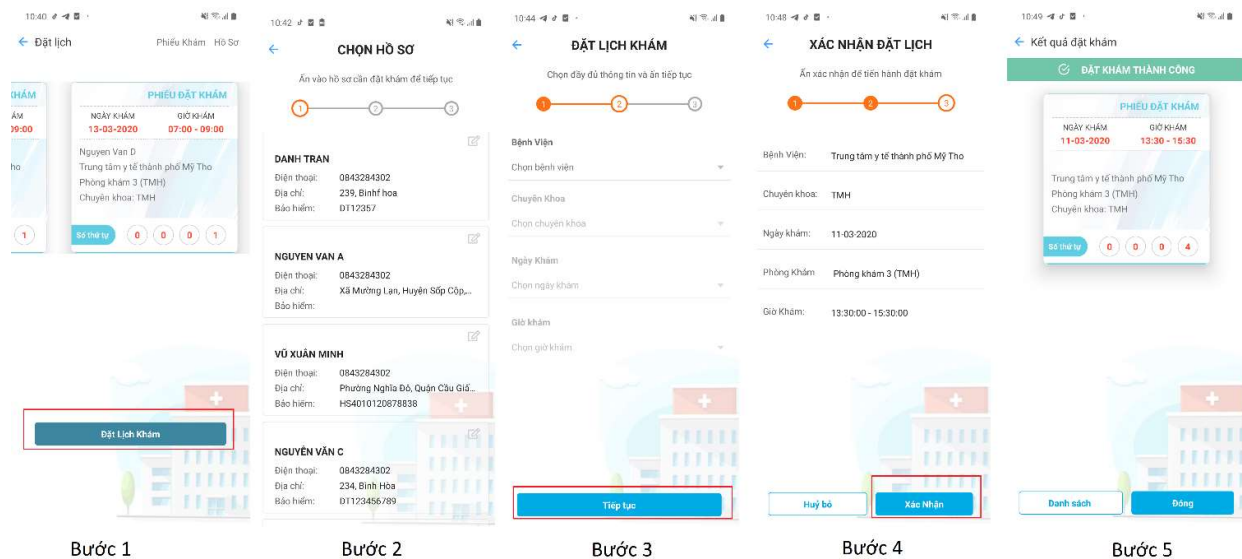 10:40
Đặt lịch Phiếu Khám Hồ Sơ
KHÁM
ÁM
09:00
ho
1
PHIẾU ĐẶT KHÁM
NGÀY KHÁM GIỜ KHÁM
13-03-2020 07:00 - 09:00
Nguyen Van D
Trung tâm y tế thành phố Mỹ Tho
Phòng khám 3 (TMH)
Chuyên khoa: TMH
Số thứ tự 0 0 0 1
Đặt Lịch Khám
Bước 1
10:42
CHỌN HỒ SƠ
Ấn vào hồ sơ cần đặt khám để tiếp tục
1 2 3
DANH TRAN
Điện thoại: 0843284302
Địa chỉ: 239, Binhf hoa
Bảo hiểm: DT12357
NGUYEN VAN A
Điện thoại: 0843284302
Địa chỉ: Xã Mường Lạn, Huyện Sốp Cộp,...
Bảo hiểm:
VŨ XUÂN MINH
Điện thoại: 0843284302
Địa chỉ: Phường Nghĩa Đô, Quận Cầu Giấ...
Bảo hiểm: HS4010120878838
NGUYỄN VĂN C
Điện thoại: 0843284302
Địa chỉ: 234, Bình Hòa
Bảo hiểm: DT123456789
Bước 2
10:44
ĐẶT LỊCH KHÁM
Chọn đầy đủ thông tin và ấn tiếp tục
1 2 3
Bệnh Viện
Chọn bệnh viện
Chuyên Khoa
Chọn chuyên khoa
Ngày Khám
Chọn ngày khám
Giờ khám
Chọn giờ khám
Tiếp tục
Bước 3
10:48
XÁC NHẬN ĐẶT LỊCH
Ấn xác nhận để tiến hành đặt khám
1 2 3
Bệnh Viện: Trung tâm y tế thành phố Mỹ Tho
Chuyên khoa: TMH
Ngày khám: 11-03-2020
Phòng Khám Phòng khám 3 (TMH)
Giờ Khám: 13:30:00 - 15:30:00
Huỷ bỏ Xác Nhận
Bước 4
10:49
Kết quả đặt khám
ĐẶT KHÁM THÀNH CÔNG
PHIẾU ĐẶT KHÁM
NGÀY KHÁM GIỜ KHÁM
11-03-2020 13:30 - 15:30
Trung tâm y tế thành phố Mỹ Tho
Phòng khám 3 (TMH)
Chuyên khoa: TMH
Số thứ tự 0 0 0 4
Danh sách Đóng
Bước 5